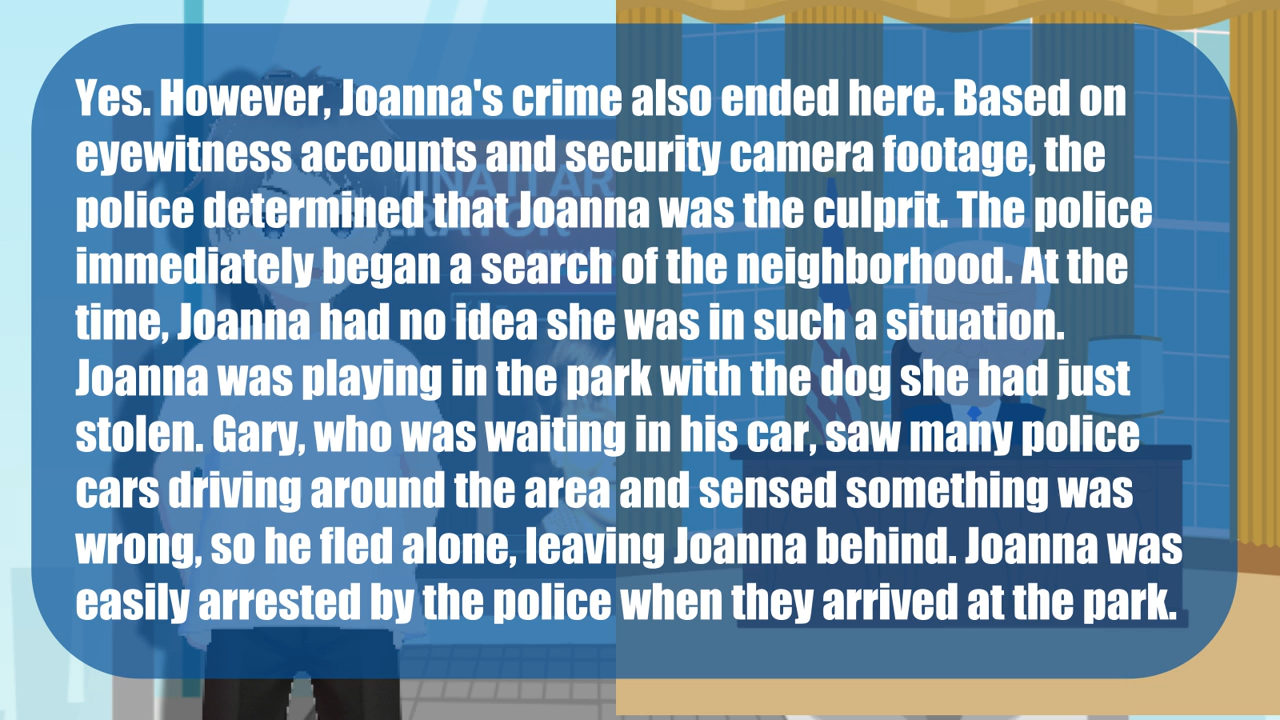 Yes. However, Joanna's crime also ended here. Based on
eyewitness accounts and security camera footage, the
police determined that Joanna was the culprit. The police
immediately began a search of the neighborhood. At the
time, Joanna had no idea she was in such a situation.
Joanna was playing in the park with the dog she had just
stolen. Gary, who was waiting in his car, saw many police
cars driving around the area and sensed something was
wrong, so he fled alone, leaving Joanna behind. Joanna was
easily arrested by the police when they arrived at the park.